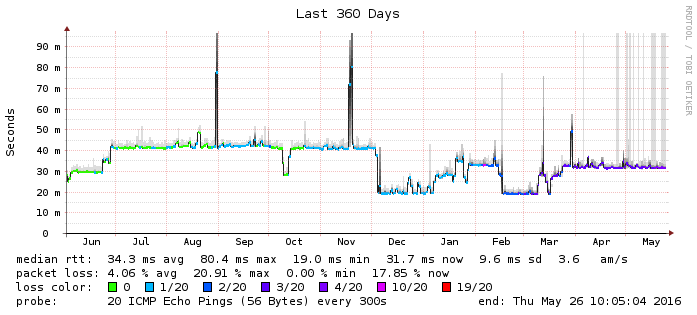 Last 360 Days
RRDTOOL / TOBI OETIKER
Seconds
90 m
80 m
70 m
60 m
50 m
40 m
30 m
20 m
10 m
0
Jun Jul Aug Sep Oct Nov Dec Jan Feb Mar Apr May
median rtt: 34.3 ms avg 80.4 ms max 19.0 ms min 31.7 ms now 9.6 ms sd 3.6 am/s
packet loss: 4.06 % avg 20.91 % max 0.00 % min 17.85 % now
loss color: 0 1/20 2/20 3/20 4/20 10/20 19/20
probe: 20 ICMP Echo Pings (56 Bytes) every 300s end: Thu May 26 10:05:04 2016